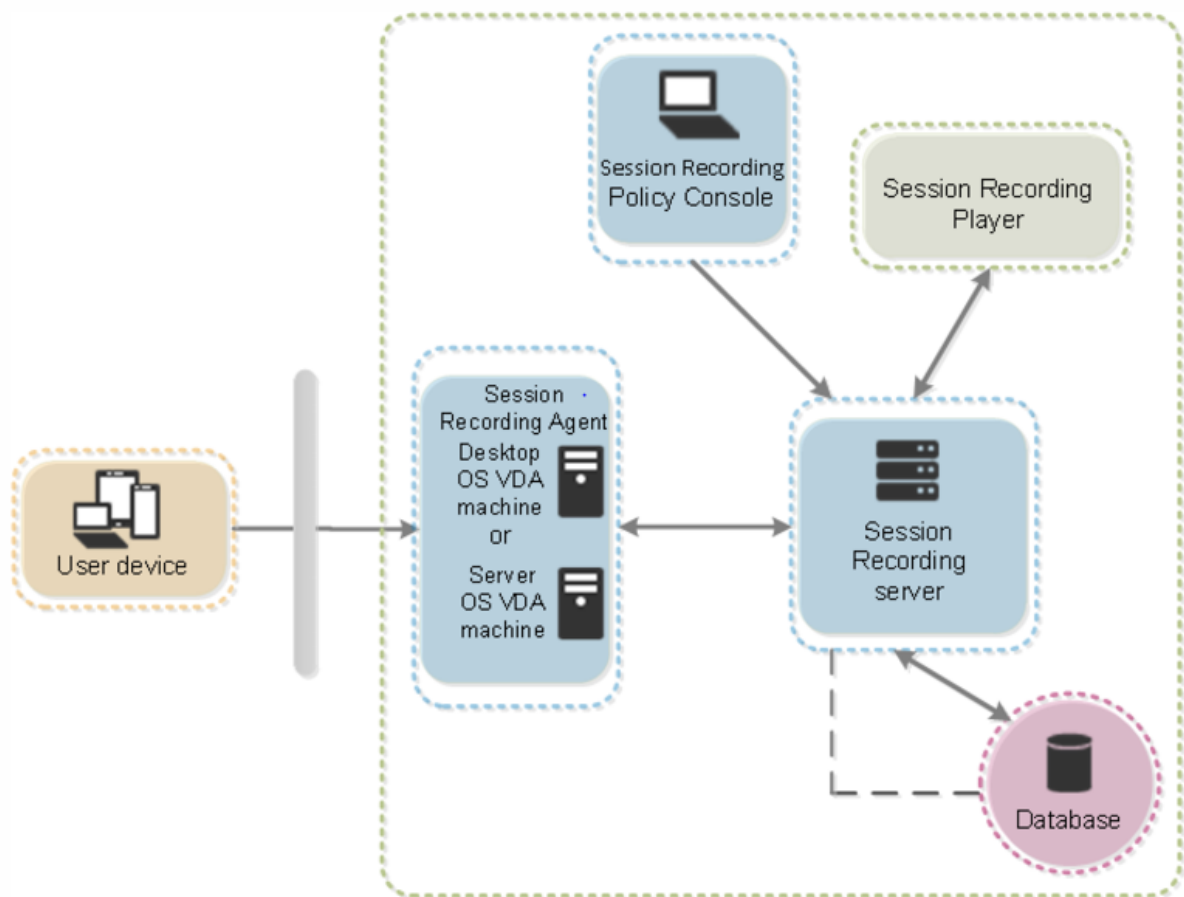 Session Recording
Policy Console
Session Recording
Player
Session
Recording Agent
Desktop
OS VDA
machine
or
Server
OS VDA
machine
User device
Session
Recording
server
Database